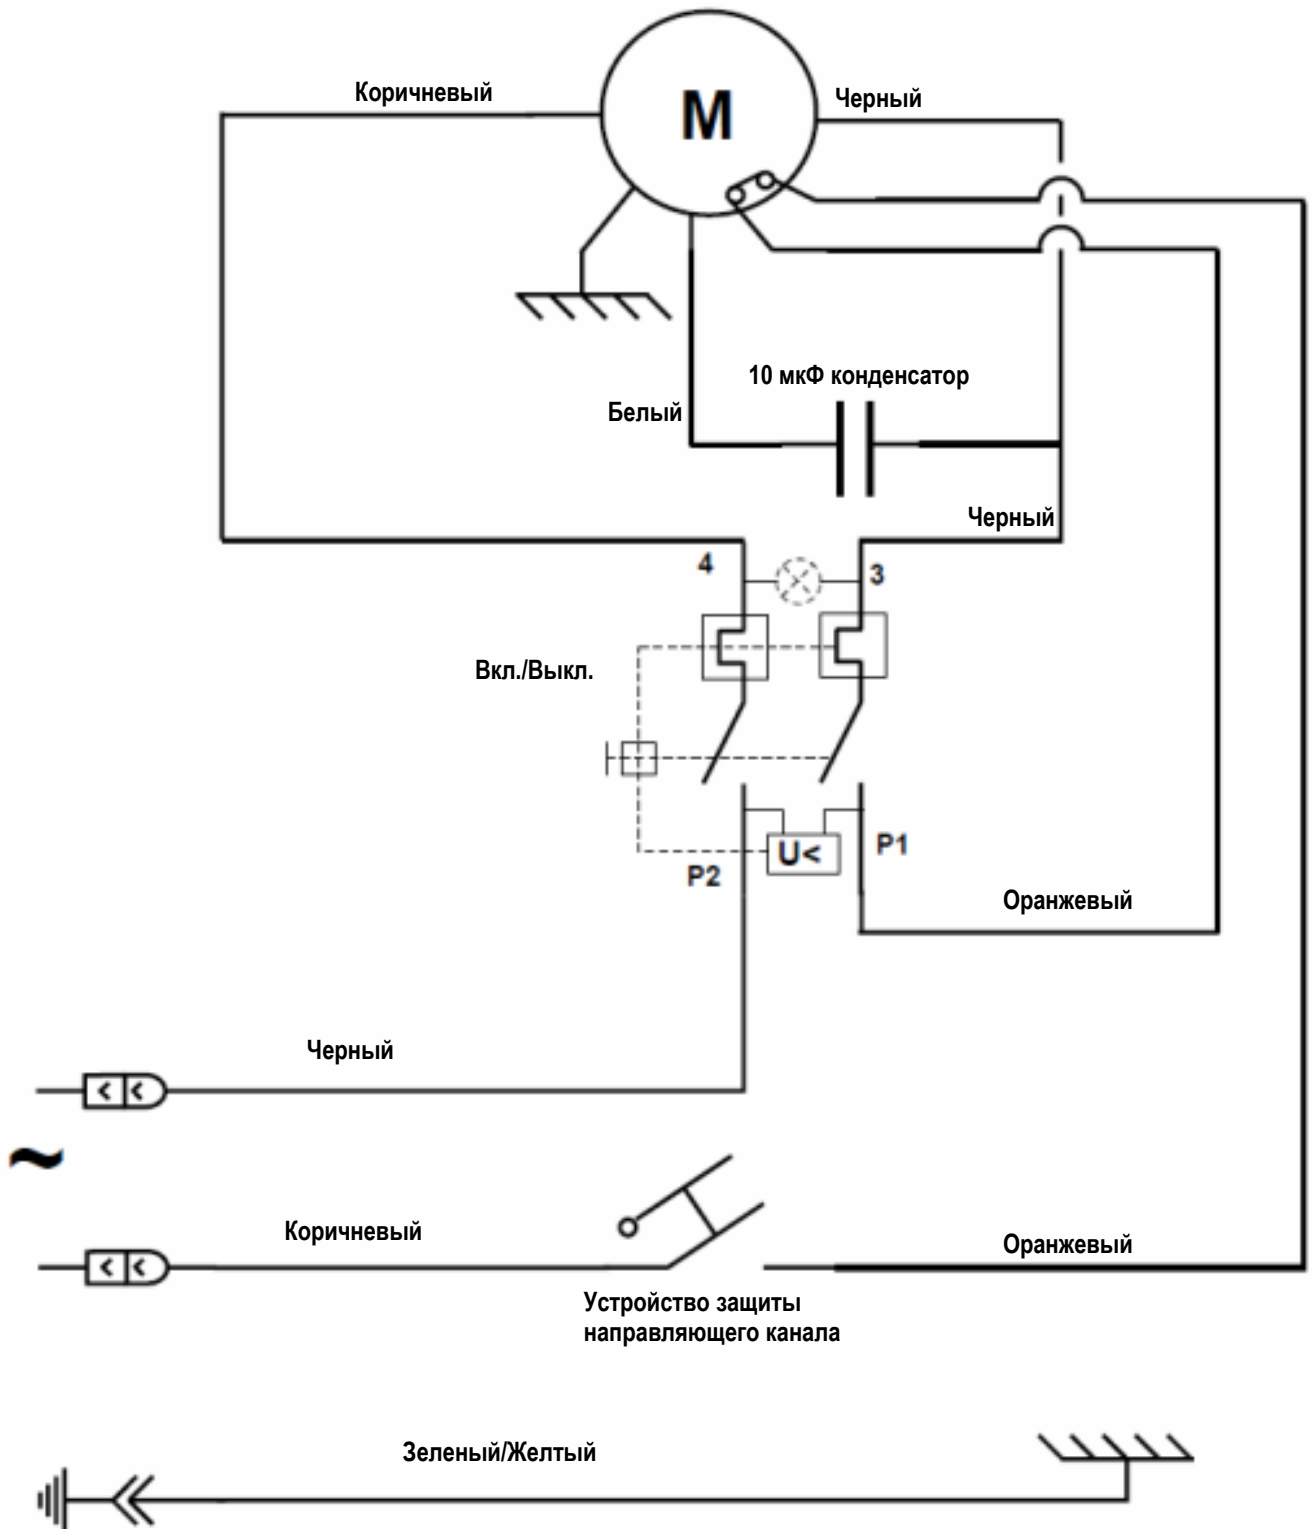 Коричневый
M
Черный
10 мкФ конденсатор
Белый
Черный
4
3
Вкл./Выкл.
U<
P1
P2
Оранжевый
Черный
~
Коричневый
Оранжевый
Устройство защиты
направляющего канала
Зеленый/Желтый